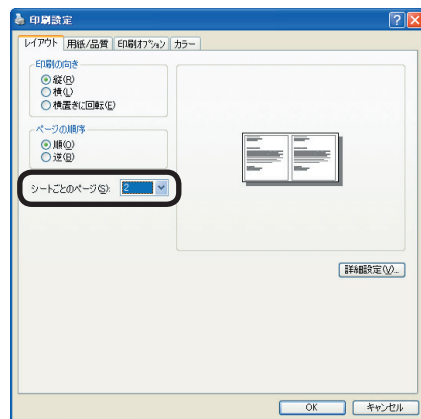 印刷設定
レイアウト 用紙/品質 印刷ｵﾌﾟｼｮﾝ カラー
印刷の向き
縦(R)
横(L)
横置きに回転(E)
ページの順序
順(O)
逆(B)
シートごとのページ(S): 2
詳細設定(V)...
OK キャンセル